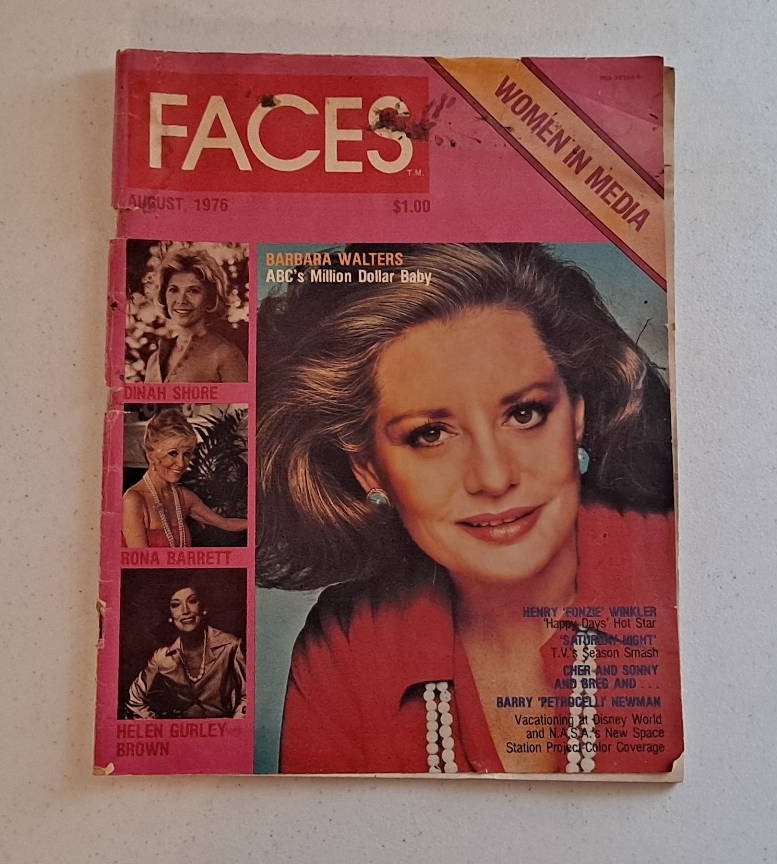 FACES
T.M.
AUGUST, 1976
$1.00
WOMEN IN MEDIA
BARBARA WALTERS
ABC's Million Dollar Baby
DINAH SHORE
RONA BARRETT
HELEN GURLEY
BROWN
HENRY 'FONZIE' WINKLER
'Happy Days' Hot Star
'SATURDAY NIGHT'
T.V.'s Season Smash
CHER AND SONNY
AND GREG AND . . .
BARRY 'PETROCELLI' NEWMAN
Vacationing at Disney World
and N.A.S.A.'s New Space
Station Project-Color Coverage